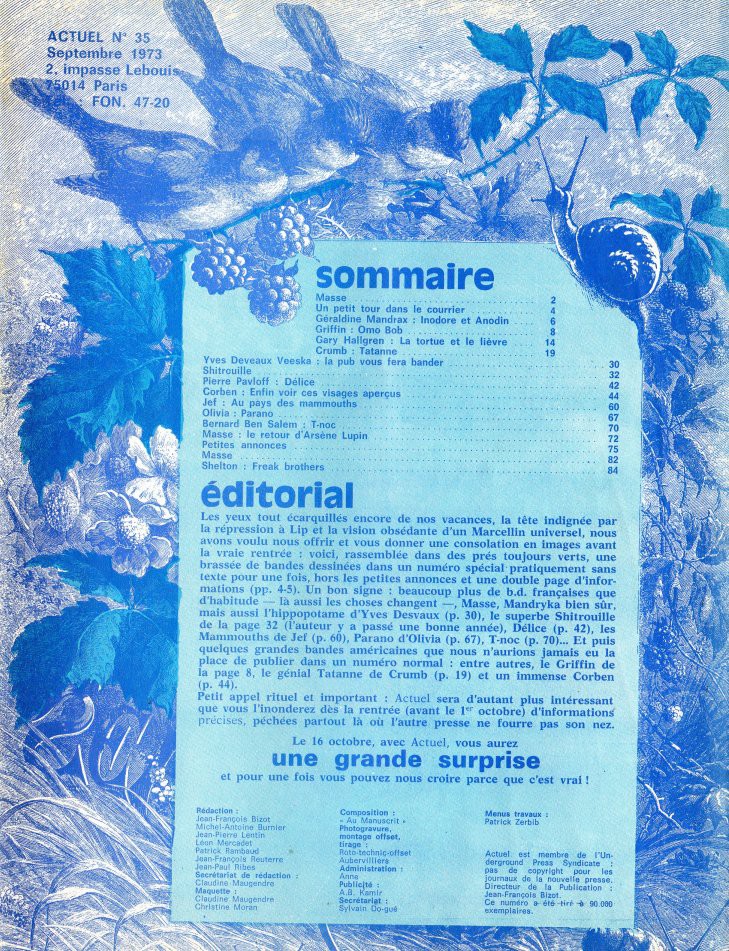 ACTUEL N° 35
Septembre 1973
2, impasse Lebouis
75014 Paris
Tél. : FON. 47-20
sommaire
Masse 2
Un petit tour dans le courrier 4
Géraldine Mandrax : Inodore et Anodin 6
Griffin : Omo Bob 8
Gary Hallgren : La tortue et le lièvre 14
Crumb : Tatanne 19
Yves Deveaux Veeska : la pub vous fera bander 30
Shitrouille 32
Pierre Pavloff : Délice 42
Corben : Enfin voir ces visages aperçus 44
Jef : Au pays des mammouths 60
Olivia : Parano 67
Bernard Ben Salem : T-noc 70
Masse : le retour d'Arsène Lupin 72
Petites annonces 75
Masse 82
Shelton : Freak brothers 84
éditorial
Les yeux tout écarquillés encore de nos vacances, la tête indignée par
la répression à Lip et la vision obsédante d'un Marcellin universel, nous
avons voulu nous offrir et vous donner une consolation en images avant
la vraie rentrée : voici, rassemblée dans des prés toujours verts, une
brassée de bandes dessinées dans un numéro spécial pratiquement sans
texte pour une fois, hors les petites annonces et une double page d'infor-
mations (pp. 4-5). Un bon signe : beaucoup plus de b.d. françaises que
d'habitude — là aussi les choses changent —, Masse, Mandryka bien sûr,
mais aussi l'hippopotame d'Yves Desvaux (p. 30), le superbe Shitrouille
de la page 32 (l'auteur y a passé une bonne année), Délice (p. 42), les
Mammouths de Jef (p. 60), Parano d'Olivia (p. 67), T-noc (p. 70)... Et puis
quelques grandes bandes américaines que nous n'aurions jamais eu la
place de publier dans un numéro normal : entre autres, le Griffin de
la page 8, le génial Tatanne de Crumb (p. 19) et un immense Corben
(p. 44).
Petit appel rituel et important : Actuel sera d'autant plus intéressant
que vous l'inonderez dès la rentrée (avant le 1er octobre) d'informations
précises, péchées partout là où l'autre presse ne fourre pas son nez.
Le 16 octobre, avec Actuel, vous aurez
une grande surprise
et pour une fois vous pouvez nous croire parce que c'est vrai !
Rédaction :
Jean-François Bizot
Michel-Antoine Burnier
Jean-Pierre Lentin
Léon Mercadet
Patrick Rambaud
Jean-François Reuterre
Jean-Paul Ribes
Secrétariat de rédaction :
Claudine Maugendre
Maquette :
Claudine Maugendre
Christine Moran
Composition :
« Au Manuscrit »
Photogravure,
montage offset,
tirage :
Roto-technic-offset
Aubervilliers
Administration :
Anne
Publicité :
A.B. Kamir
Secrétariat :
Sylvain Oo-gué
Menus travaux :
Patrick Zerbib
Actuel est membre de l'Un-
derground Press Syndicate :
pas de copyright pour les
journaux de la nouvelle presse.
Directeur de la Publication :
Jean-François Bizot.
Ce numéro a été tiré à 90.000
exemplaires.